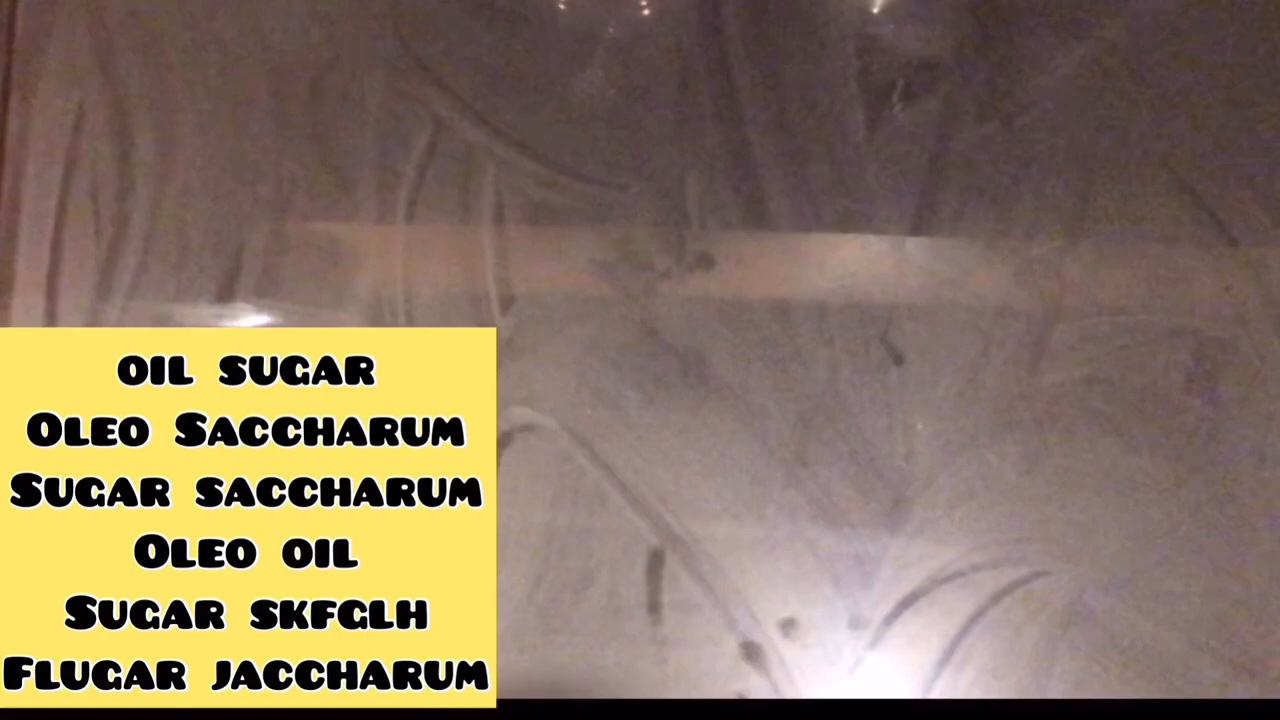 OIL SUGAR
OLEO SACCHARUM
SUGAR SACCHARUM
OLEO OIL
SUGAR SKFGLH
FLUGAR JACCHARUM